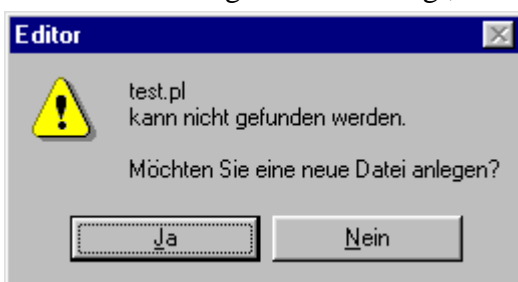 Editor
test.pl
kann nicht gefunden werden.
Möchten Sie eine neue Datei anlegen?
Ja
Nein